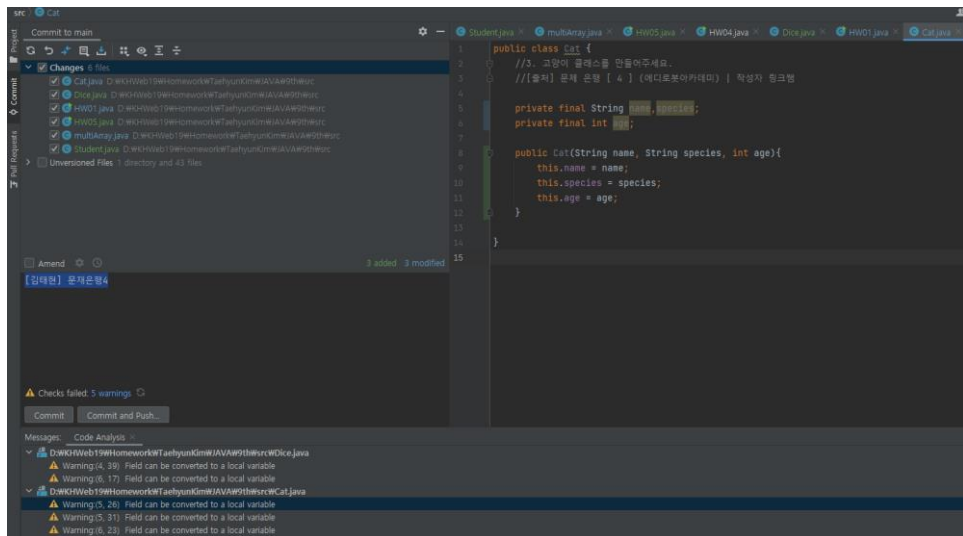 src Cat
Commit to main
Student.java multiArray.java HW05.java HW04.java Dice.java HW01.java Cat.java
Project
Commit
Pull Requests
Changes 6 files
Cat.java D:₩KHWeb19₩Homework₩TaehyunKim₩JAVA₩9th₩src
Dice.java D:₩KHWeb19₩Homework₩TaehyunKim₩JAVA₩9th₩src
HW01.java D:₩KHWeb19₩Homework₩TaehyunKim₩JAVA₩9th₩src
HW05.java D:₩KHWeb19₩Homework₩TaehyunKim₩JAVA₩9th₩src
multiArray.java D:₩KHWeb19₩Homework₩TaehyunKim₩JAVA₩9th₩src
Student.java D:₩KHWeb19₩Homework₩TaehyunKim₩JAVA₩9th₩src
Unversioned Files 1 directory and 43 files
Amend
3 added 3 modified
[김태현] 문제은행4
Checks failed: 5 warnings
Commit Commit and Push...
1 public class Cat {
2 //3. 고양이 클래스를 만들어주세요.
3 //[출처] 문제 은행 [ 4 ] (에디로봇아카데미) | 작성자 링크쌤
4
5 private final String name,species;
6 private final int age;
7
8 public Cat(String name, String species, int age){
9 this.name = name;
10 this.species = species;
11 this.age = age;
12 }
13
14 }
15
Messages: Code Analysis
D:₩KHWeb19₩Homework₩TaehyunKim₩JAVA₩9th₩src₩Dice.java
Warning:(4, 39) Field can be converted to a local variable
Warning:(6, 17) Field can be converted to a local variable
D:₩KHWeb19₩Homework₩TaehyunKim₩JAVA₩9th₩src₩Cat.java
Warning:(5, 26) Field can be converted to a local variable
Warning:(5, 31) Field can be converted to a local variable
Warning:(6, 23) Field can be converted to a local variable